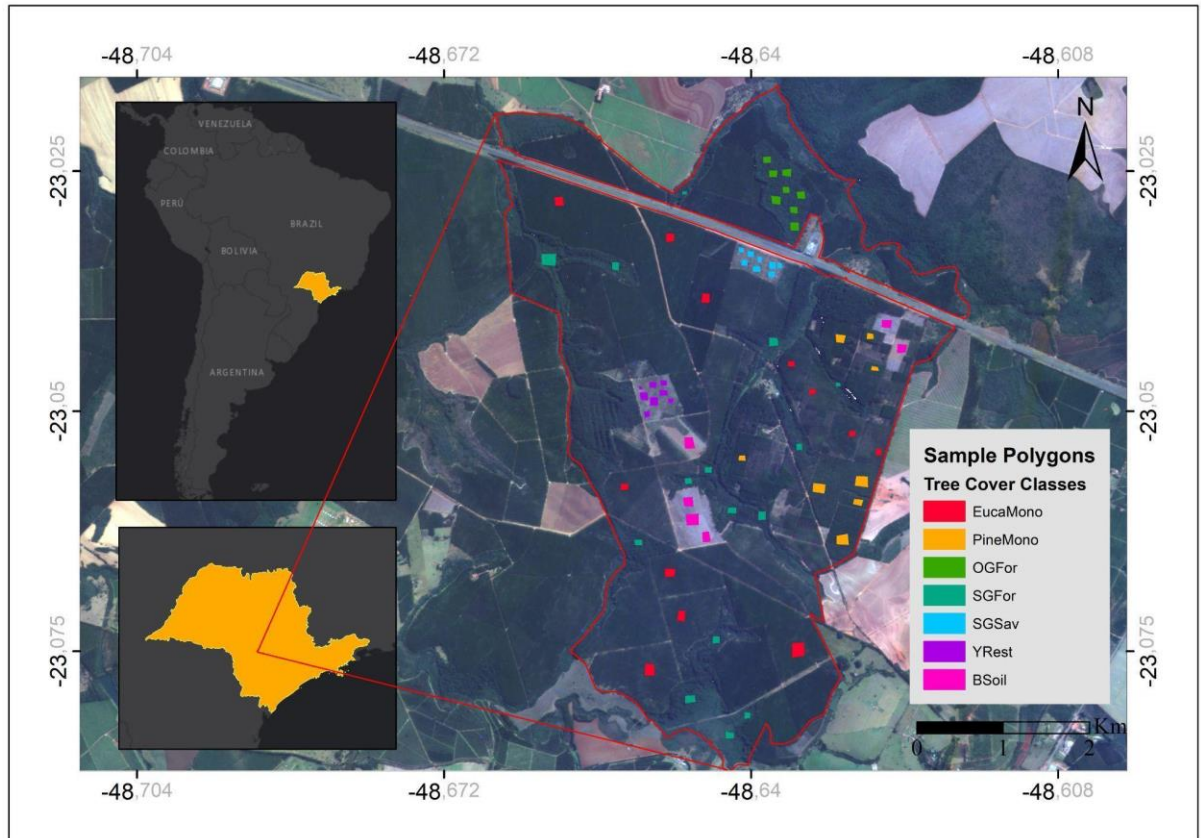 -48,704 -48,672 -48,64 -48,608
N
VENEZUELA
COLOMBIA
PERÚ
BRAZIL
BOLIVIA
ARGENTINA
-23,025 -23,025
-23,05 -23,05
-23,075 -23,075
Sample Polygons
Tree Cover Classes
EucaMono
PineMono
OGFor
SGFor
SGSav
YRest
BSoil
Km
0 1 2
-48,704 -48,672 -48,64 -48,608